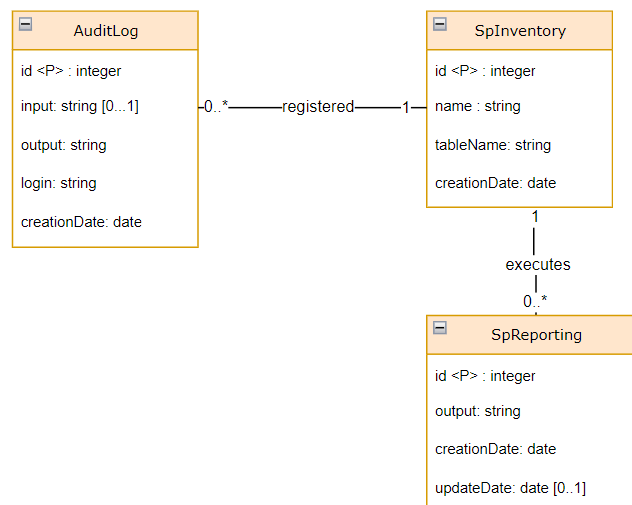 AuditLog
id <P> : integer
input: string [0...1]
output: string
login: string
creationDate: date
0..*
registered
1
SpInventory
id <P> : integer
name : string
tableName: string
creationDate: date
1
executes
0..*
SpReporting
id <P> : integer
output: string
creationDate: date
updateDate: date [0..1]